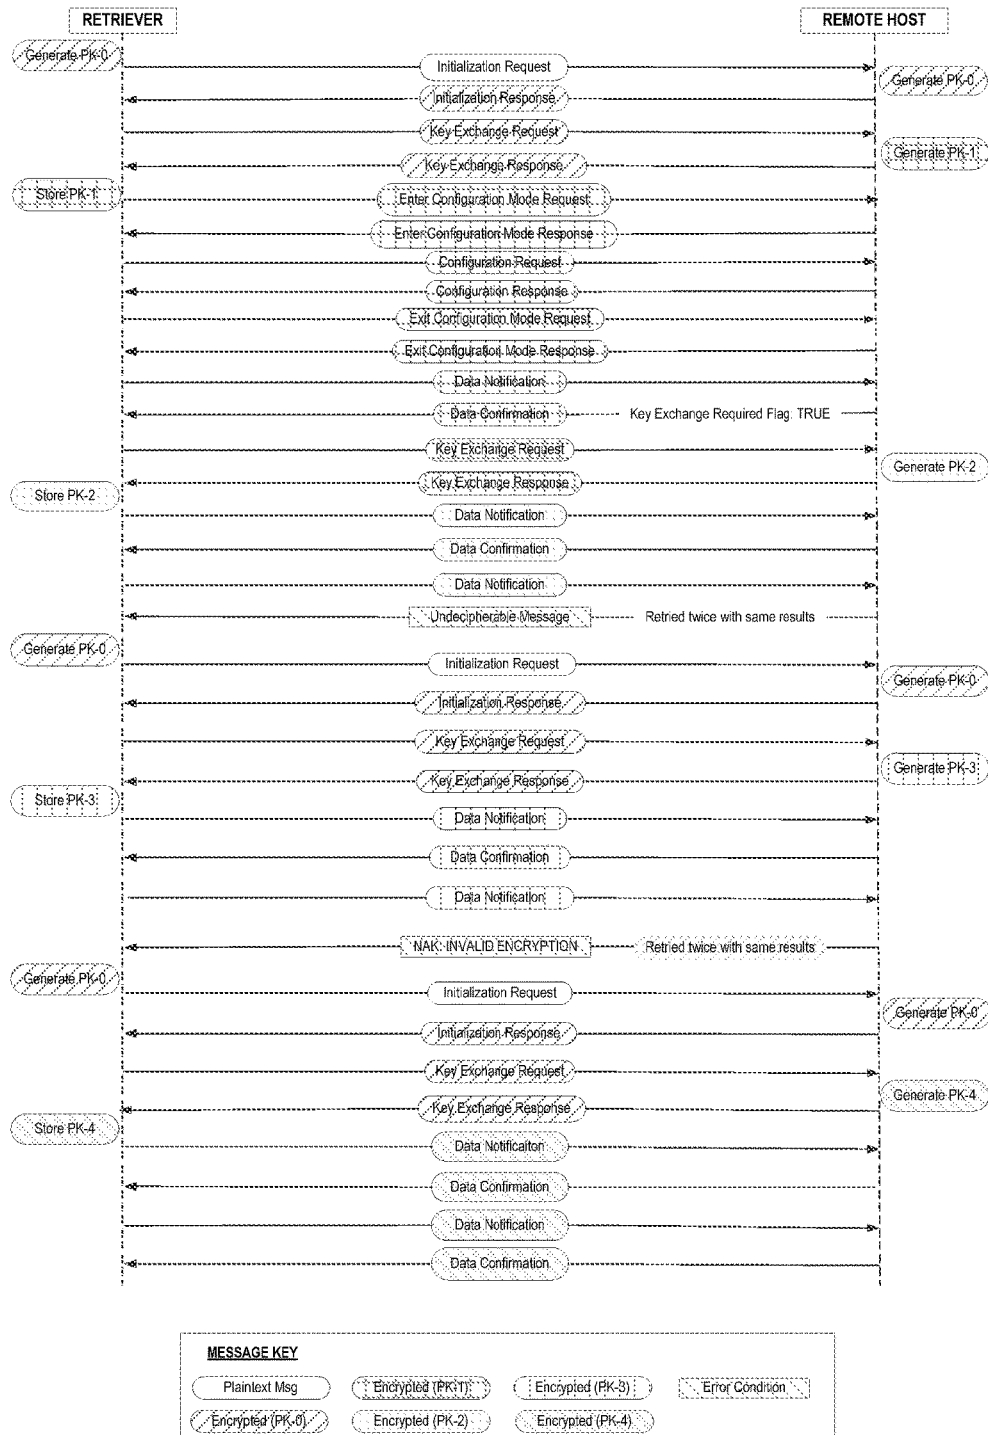 RETRIEVER
REMOTE HOST
Generate PK-0
Initialization Request
Generate PK-0
Initialization Response
Key Exchange Request
Generate PK-1
Key Exchange Response
Store PK-1
Enter Configuration Mode Request
Enter Configuration Mode Response
Configuration Request
Configuration Response
Exit Configuration Mode Request
Exit Configuration Mode Response
Data Notification
Data Confirmation
Key Exchange Required Flag: TRUE
Key Exchange Request
Generate PK-2
Key Exchange Response
Store PK-2
Data Notification
Data Confirmation
Data Notification
Undecipherable Message
Retried twice with same results
Generate PK-0
Initialization Request
Generate PK-0
Initialization Response
Key Exchange Request
Generate PK-3
Key Exchange Response
Store PK-3
Data Notification
Data Confirmation
Data Notification
NAK: INVALID ENCRYPTION
Retried twice with same results
Generate PK-0
Initialization Request
Generate PK-0
Initialization Response
Key Exchange Request
Generate PK-4
Key Exchange Response
Store PK-4
Data Notificaiton
Data Confirmation
Data Notification
Data Confirmation
MESSAGE KEY
Plaintext Msg
Encrypted (PK-1)
Encrypted (PK-3)
Error Condition
Encrypted (PK-0)
Encrypted (PK-2)
Encrypted (PK-4)